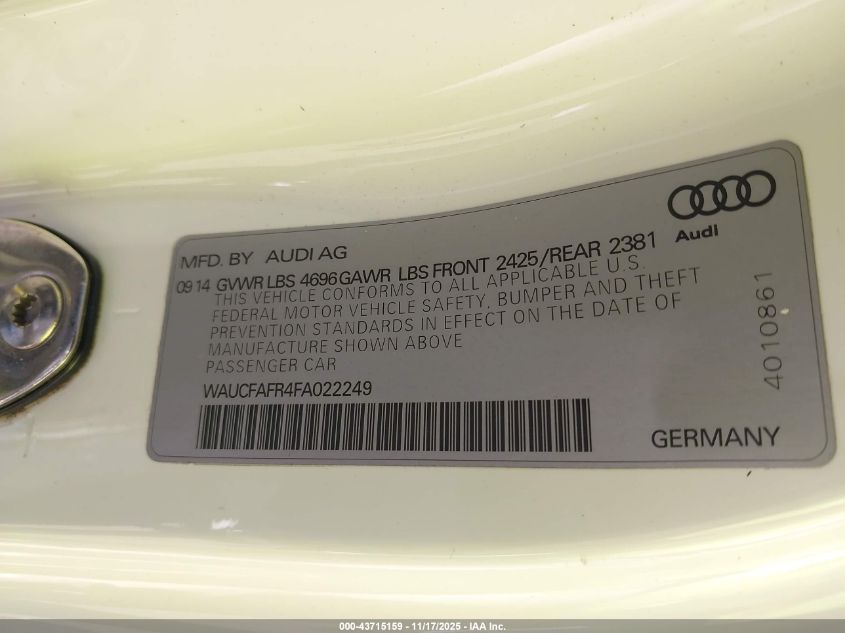 Audi
MFD. BY AUDI AG
09 14 GVWR LBS 4696 GAWR LBS FRONT 2425/REAR 2381
THIS VEHICLE CONFORMS TO ALL APPLICABLE U.S.
FEDERAL MOTOR VEHICLE SAFETY, BUMPER AND THEFT
PREVENTION STANDARDS IN EFFECT ON THE DATE OF
MANUFACTURE SHOWN ABOVE
PASSENGER CAR
WAUCFAFR4FA022249
GERMANY
4010861
000-43715159 - 11/17/2025 - IAA Inc.